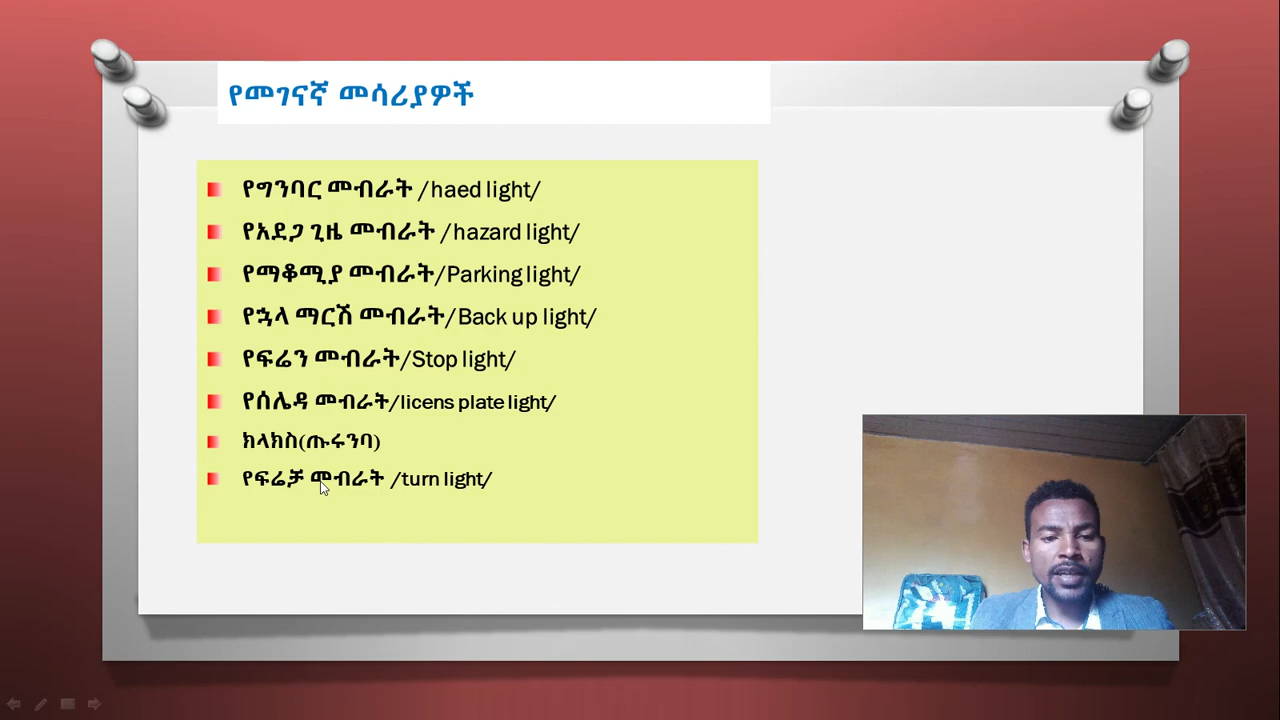 የመገናኛ መሳሪያዎች
የግንባር መብራት /haed light/
የአደጋ ጊዜ መብራት /hazard light/
የማቆሚያ መብራት/Parking light/
የኋላ ማርሽ መብራት/Back up light/
የፍሬን መብራት/Stop light/
የሰሌዳ መብራት/licens plate light/
ክላክስ(ጡሩንባ)
የፍሬቻ መብራት /turn light/